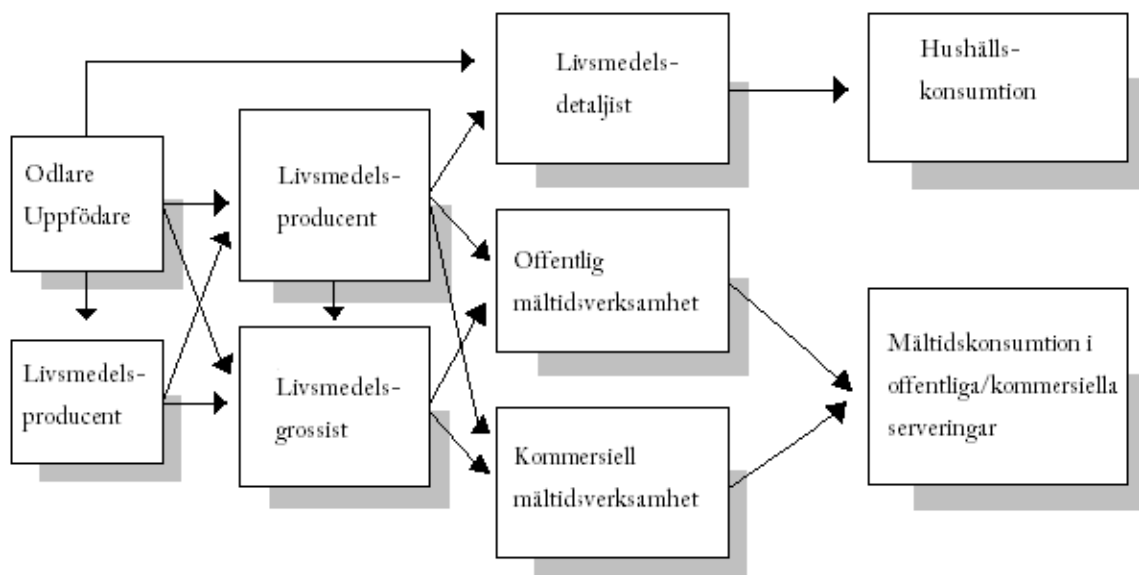 Odlare
Uppfödare
Livsmedels-
producent
Livsmedels-
producent
Livsmedels-
grossist
Livsmedels-
detaljist
Offentlig
måltidsverksamhet
Kommersiell
måltidsverksamhet
Hushålls-
konsumtion
Måltidskonsumtion i
offentliga/kommersiella
serveringar